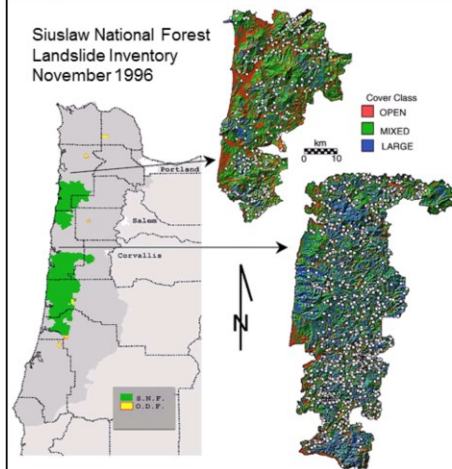 Siuslaw National Forest
Landslide Inventory
November 1996
Cover Class
OPEN
MIXED
LARGE
km
0 10
Portland
Salem
Corvallis
N
S.N.F.
O.D.F.